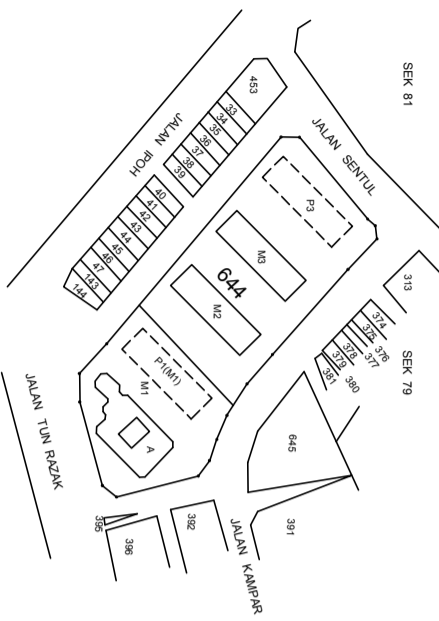 SEK 81
JALAN SENTUL
453
33
34
35
36
37
38
39
JALAN IPOH
40
41
42
43
44
45
46
47
143
144
P3
M3
644
M2
P1(M1)
M1
A
313
374
375
376
377
378
379
380
381
SEK 79
645
391
392
395
396
JALAN KAMPAR
JALAN TUN RAZAK